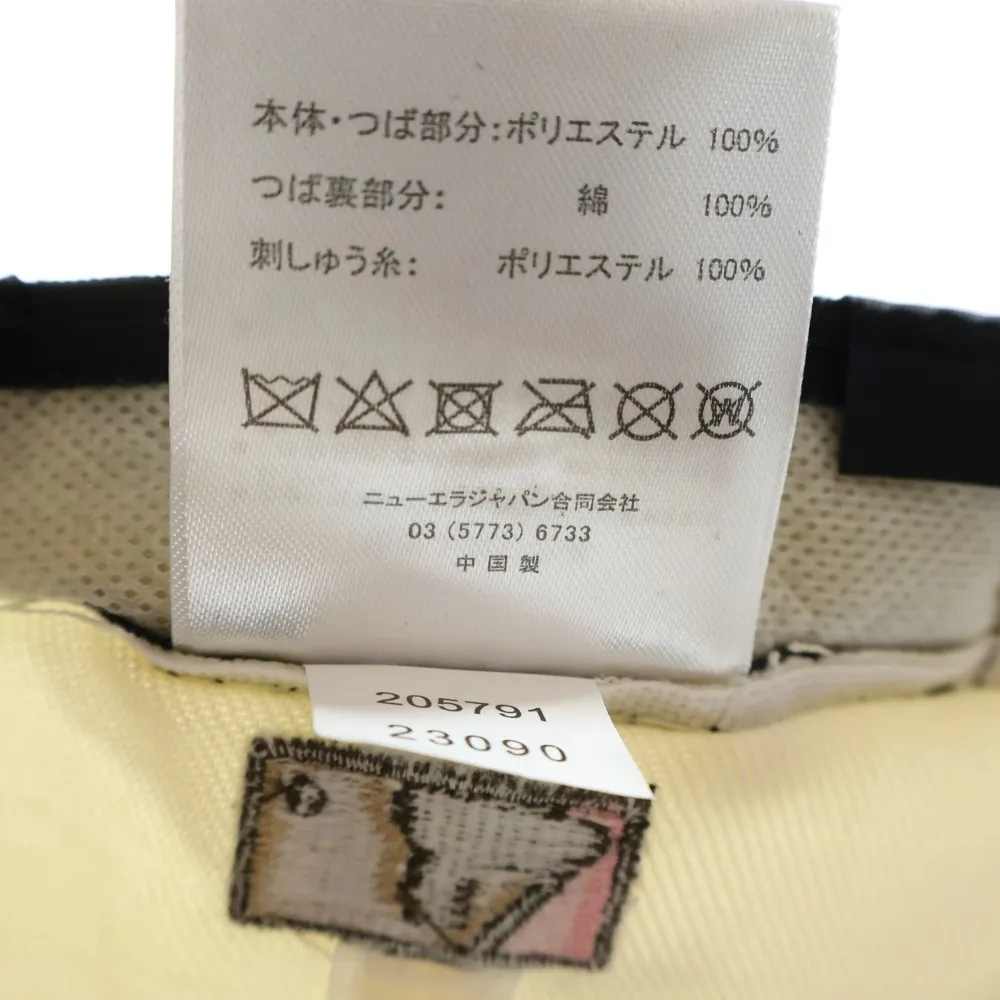 本体・つば部分:ポリエステル 100%
つば裏部分: 綿 100%
刺しゅう糸: ポリエステル 100%
W
ニューエラジャパン合同会社
03 (5773) 6733
中国製
205791
23090